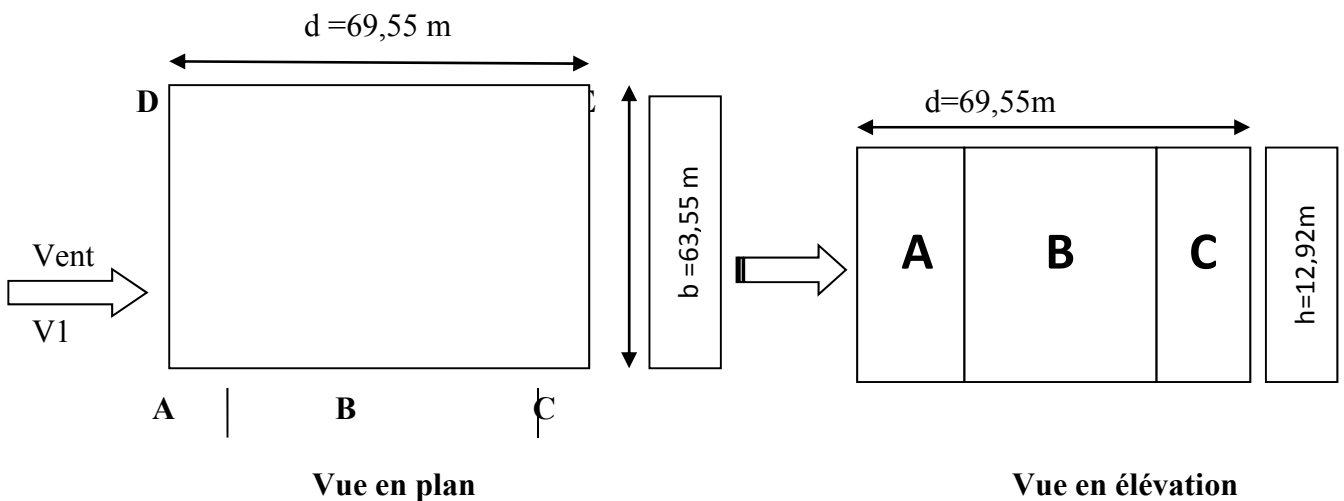 d =69,55 m
D
Vent
V1
b =63,55 m
A
B
C
Vue en plan
d=69,55m
A
B
C
h=12,92m
Vue en élévation